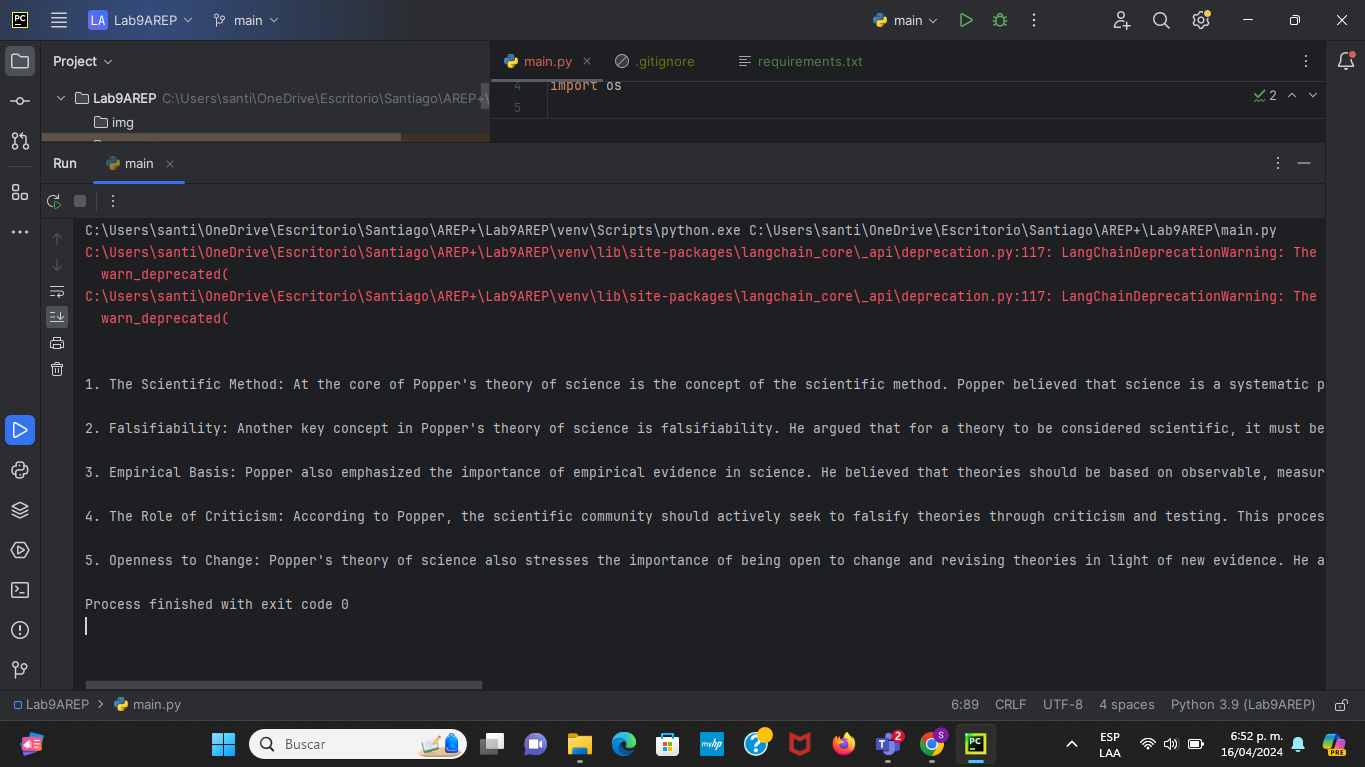 PC LA Lab9AREP main main
Project main.py .gitignore requirements.txt
Lab9AREP C:\Users\santi\OneDrive\Escritorio\Santiago\AREP+\
img
4 import os
5
2
Run main
C:\Users\santi\OneDrive\Escritorio\Santiago\AREP+\Lab9AREP\venv\Scripts\python.exe C:\Users\santi\OneDrive\Escritorio\Santiago\AREP+\Lab9AREP\main.py
C:\Users\santi\OneDrive\Escritorio\Santiago\AREP+\Lab9AREP\venv\lib\site-packages\langchain_core\_api\deprecation.py:117: LangChainDeprecationWarning: The
warn_deprecated(
C:\Users\santi\OneDrive\Escritorio\Santiago\AREP+\Lab9AREP\venv\lib\site-packages\langchain_core\_api\deprecation.py:117: LangChainDeprecationWarning: The
warn_deprecated(
1. The Scientific Method: At the core of Popper's theory of science is the concept of the scientific method. Popper believed that science is a systematic p
2. Falsifiability: Another key concept in Popper's theory of science is falsifiability. He argued that for a theory to be considered scientific, it must be
3. Empirical Basis: Popper also emphasized the importance of empirical evidence in science. He believed that theories should be based on observable, measur
4. The Role of Criticism: According to Popper, the scientific community should actively seek to falsify theories through criticism and testing. This proces
5. Openness to Change: Popper's theory of science also stresses the importance of being open to change and revising theories in light of new evidence. He a
Process finished with exit code 0
Lab9AREP main.py 6:89 CRLF UTF-8 4 spaces Python 3.9 (Lab9AREP)
Buscar myhp 2 S PC ESP LAA 6:52 p. m. 16/04/2024 PRE